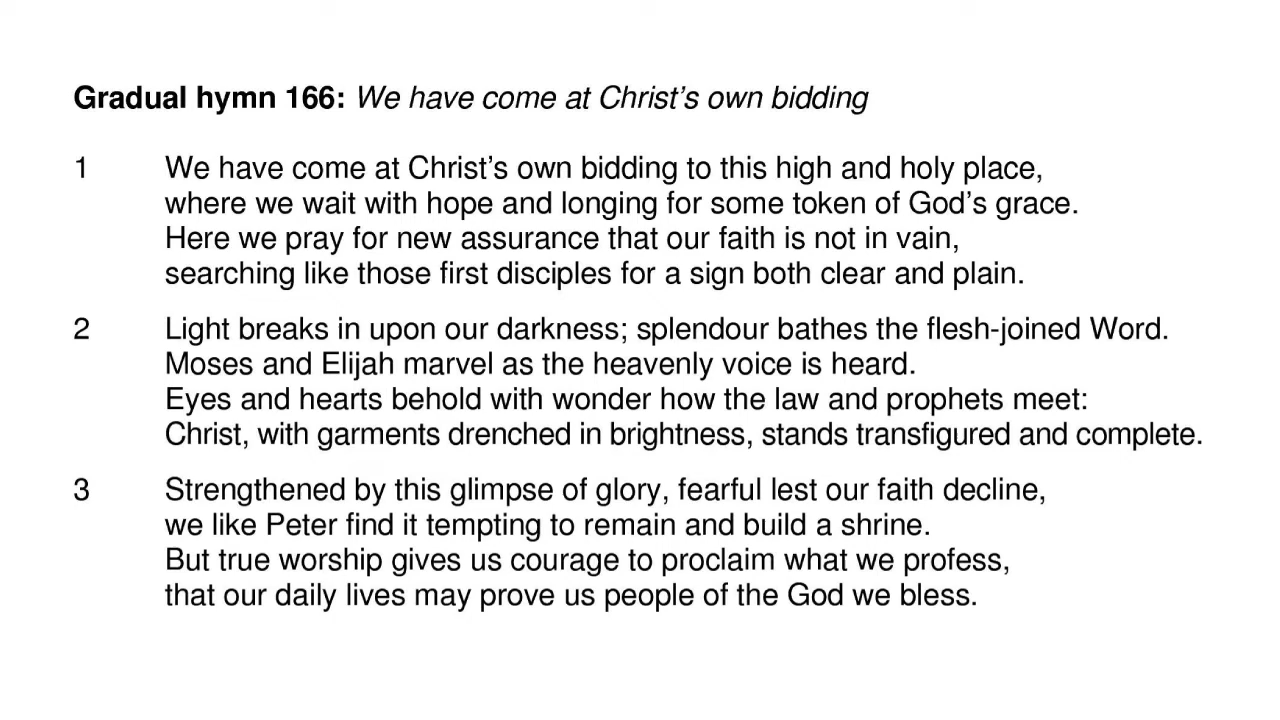 Gradual hymn 166: We have come at Christ’s own bidding
1 We have come at Christ’s own bidding to this high and holy place,
where we wait with hope and longing for some token of God’s grace.
Here we pray for new assurance that our faith is not in vain,
searching like those first disciples for a sign both clear and plain.
2 Light breaks in upon our darkness; splendour bathes the flesh-joined Word.
Moses and Elijah marvel as the heavenly voice is heard.
Eyes and hearts behold with wonder how the law and prophets meet:
Christ, with garments drenched in brightness, stands transfigured and complete.
3 Strengthened by this glimpse of glory, fearful lest our faith decline,
we like Peter find it tempting to remain and build a shrine.
But true worship gives us courage to proclaim what we profess,
that our daily lives may prove us people of the God we bless.